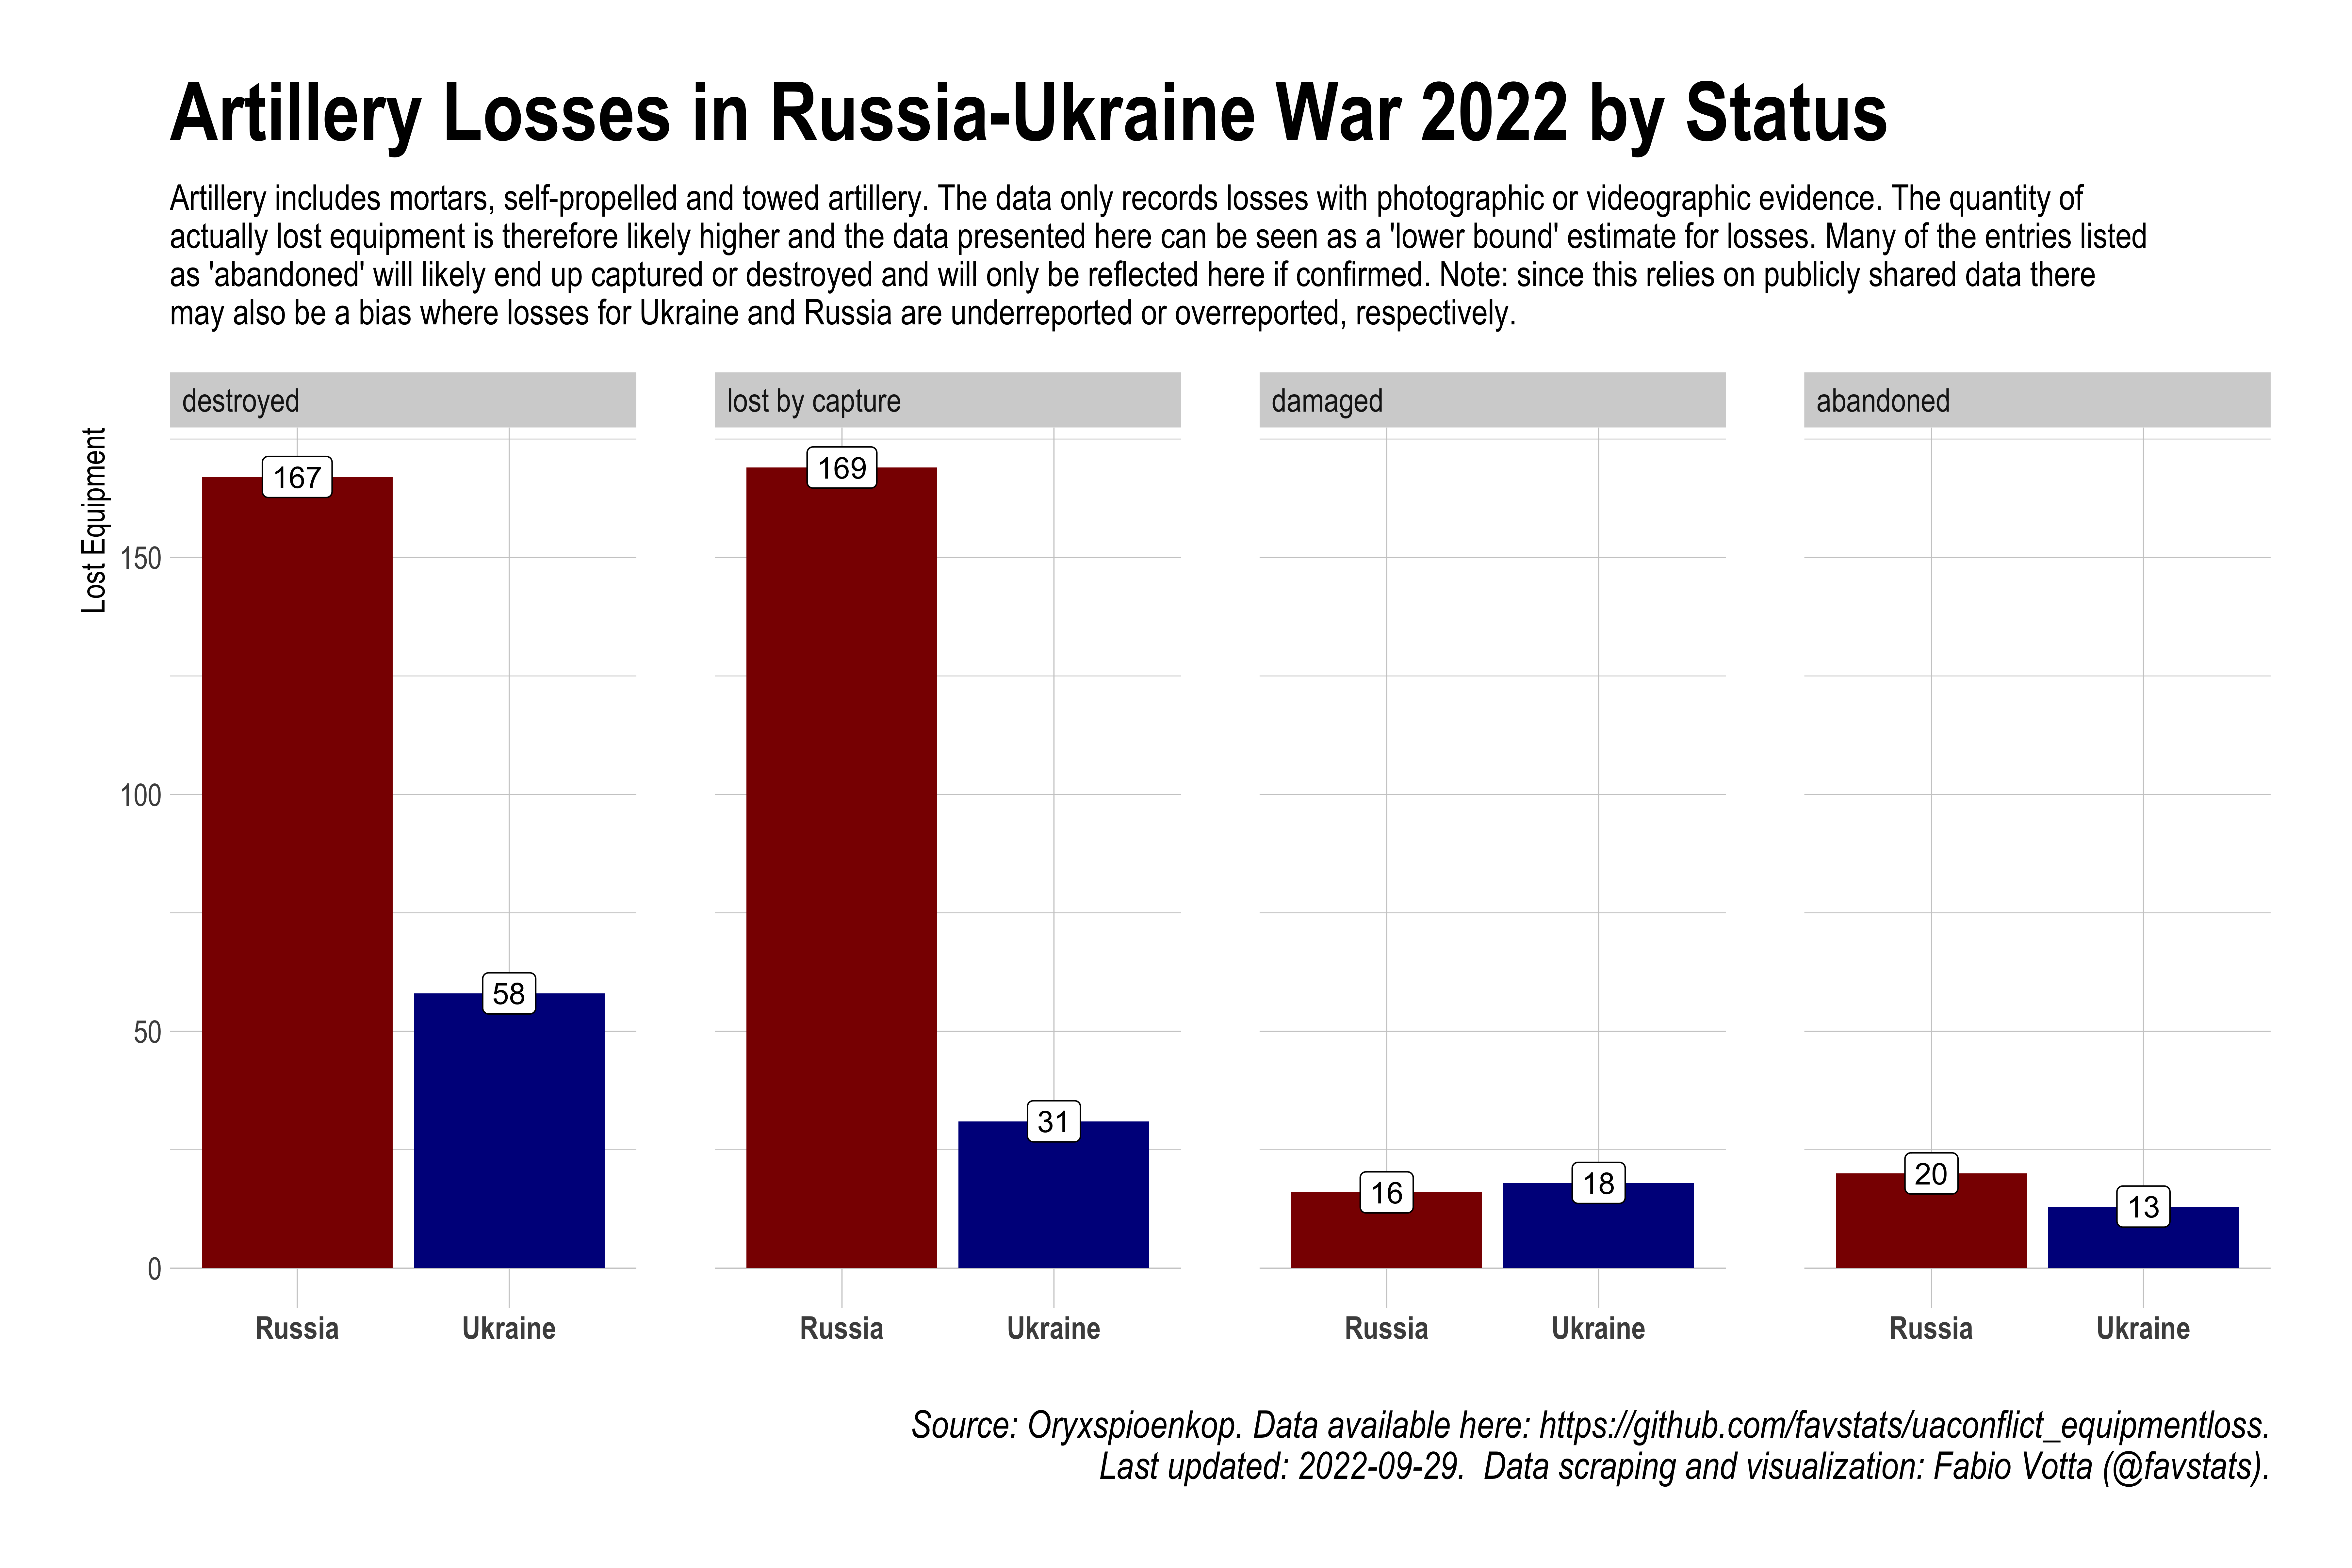 Artillery Losses in Russia-Ukraine War 2022 by Status
Artillery includes mortars, self-propelled and towed artillery. The data only records losses with photographic or videographic evidence. The quantity of
actually lost equipment is therefore likely higher and the data presented here can be seen as a 'lower bound' estimate for losses. Many of the entries listed
as 'abandoned' will likely end up captured or destroyed and will only be reflected here if confirmed. Note: since this relies on publicly shared data there
may also be a bias where losses for Ukraine and Russia are underreported or overreported, respectively.
Lost Equipment
150
100
50
0
destroyed
167
58
Russia
Ukraine
lost by capture
169
31
Russia
Ukraine
damaged
16
18
Russia
Ukraine
abandoned
20
13
Russia
Ukraine
Source: Oryxspioenkop. Data available here: https://github.com/favstats/uaconflict_equipmentloss.
Last updated: 2022-09-29.  Data scraping and visualization: Fabio Votta (@favstats).